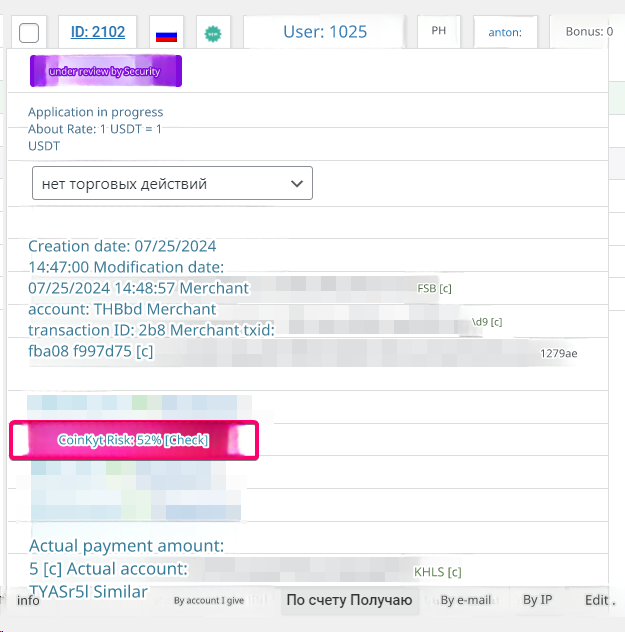 ID: 2102 User: 1025 PH anton: Bonus: 0
under review by Security
Application in progress
About Rate: 1 USDT = 1
USDT
нет торговых действий
Creation date: 07/25/2024
14:47:00 Modification date:
07/25/2024 14:48:57 Merchant FSB [c]
account: THBbd Merchant
transaction ID: 2b8 Merchant txid: \d9 [c]
fba08 f997d75 [c] 1279ae
CoinKyt Risk: 52% [Check]
Actual payment amount:
5 [c] Actual account: KHLS [c]
TYASr5l Similar
info By account I give По счету Получаю By e-mail By IP Edit .